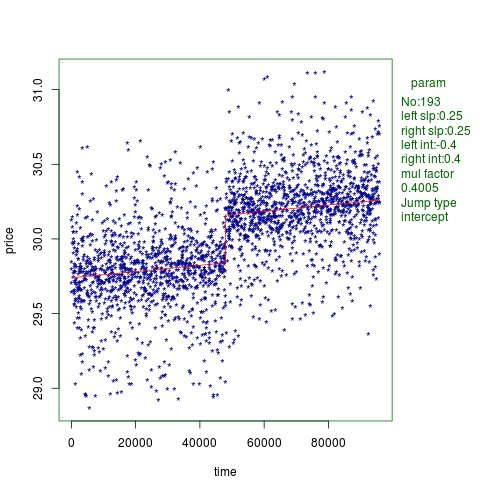 param
No:193
left slp:0.25
right slp:0.25
left int:-0.4
right int:0.4
mul factor
0.4005
Jump type
intercept
price
31.0
30.5
30.0
29.5
29.0
0 20000 40000 60000 80000
time